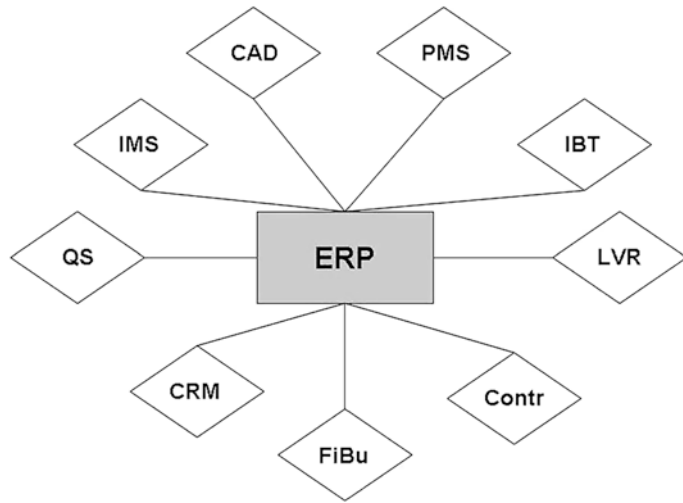 CAD
PMS
IMS
IBT
QS
ERP
LVR
CRM
Contr
FiBu